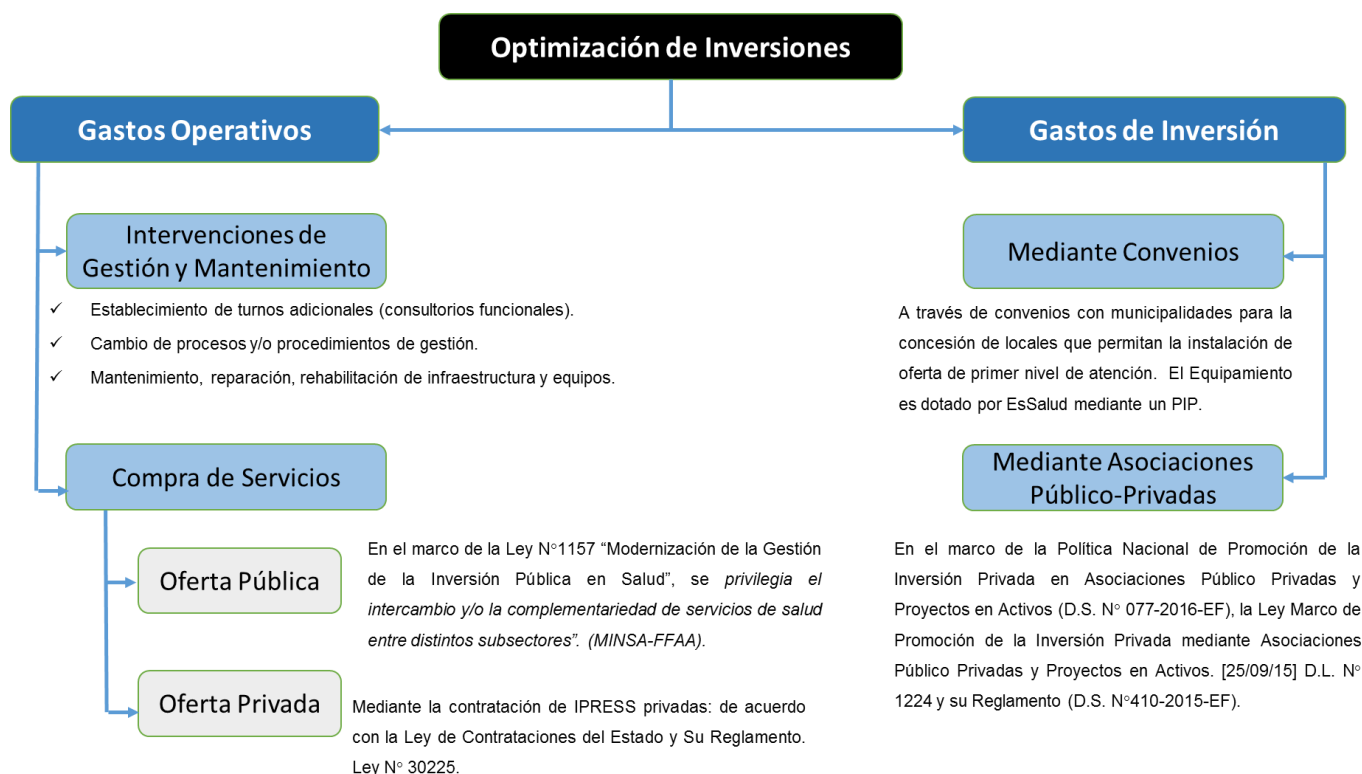 Optimización de Inversiones
Gastos Operativos
Intervenciones de
Gestión y Mantenimiento
✓ Establecimiento de turnos adicionales (consultorios funcionales).
✓ Cambio de procesos y/o procedimientos de gestión.
✓ Mantenimiento, reparación, rehabilitación de infraestructura y equipos.
Compra de Servicios
Oferta Pública
En el marco de la Ley N°1157 “Modernización de la Gestión
de la Inversión Pública en Salud”, se privilegia el
intercambio y/o la complementariedad de servicios de salud
entre distintos subsectores”. (MINSA-FFAA).
Oferta Privada
Mediante la contratación de IPRESS privadas: de acuerdo
con la Ley de Contrataciones del Estado y Su Reglamento.
Ley N° 30225.
Gastos de Inversión
Mediante Convenios
A través de convenios con municipalidades para la
concesión de locales que permitan la instalación de
oferta de primer nivel de atención. El Equipamiento
es dotado por EsSalud mediante un PIP.
Mediante Asociaciones
Público-Privadas
En el marco de la Política Nacional de Promoción de la
Inversión Privada en Asociaciones Público Privadas y
Proyectos en Activos (D.S. N° 077-2016-EF), la Ley Marco de
Promoción de la Inversión Privada mediante Asociaciones
Público Privadas y Proyectos en Activos. [25/09/15] D.L. N°
1224 y su Reglamento (D.S. N°410-2015-EF).